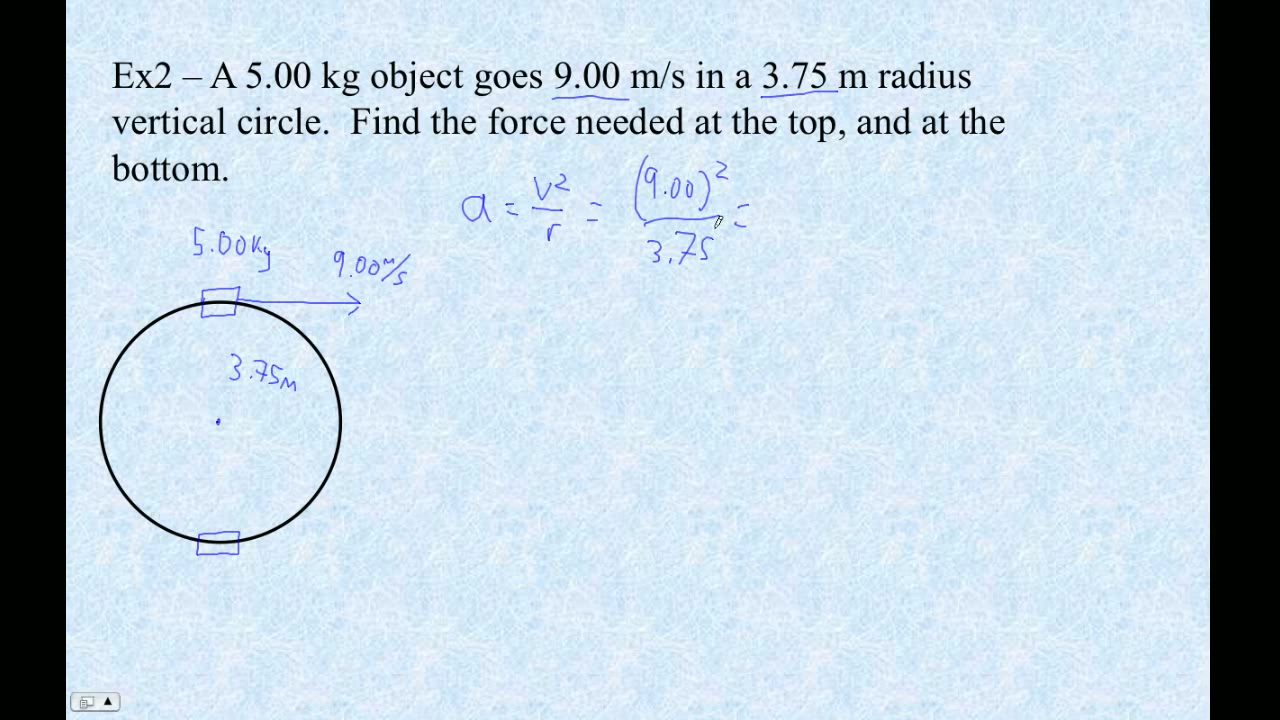 Ex2 – A 5.00 kg object goes 9.00 m/s in a 3.75 m radius
vertical circle. Find the force needed at the top, and at the
bottom.
a = v²/r = (9.00)²/3.75 =
5.00Kg
9.00m/s
3.75m